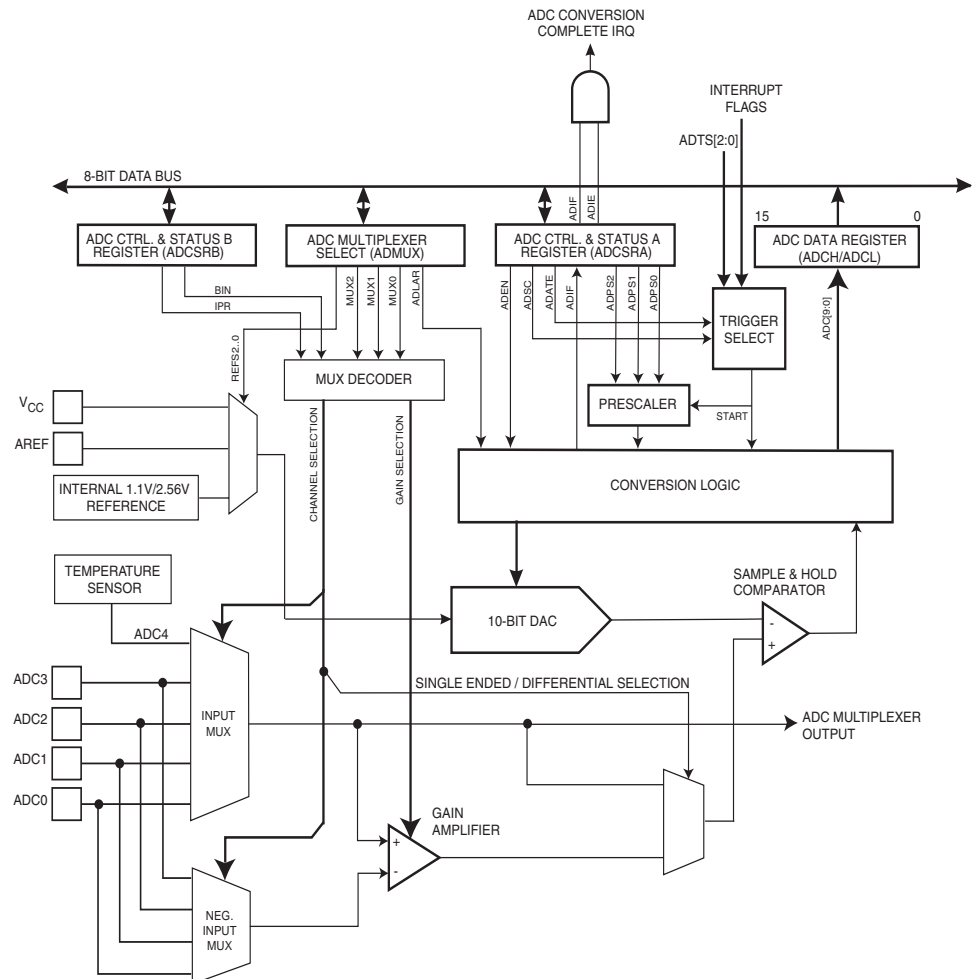 ADC CONVERSION
COMPLETE IRQ
INTERRUPT
FLAGS
ADTS[2:0]
8-BIT DATA BUS
ADIF
ADIE
15
0
ADC CTRL. & STATUS B
REGISTER (ADCSRB)
ADC MULTIPLEXER
SELECT (ADMUX)
ADC CTRL. & STATUS A
REGISTER (ADCSRA)
ADC DATA REGISTER
(ADCH/ADCL)
BIN
IPR
REFS2..0
MUX2
MUX1
MUX0
ADLAR
ADEN
ADSC
ADATE
ADIF
ADPS2
ADPS1
ADPS0
TRIGGER
SELECT
ADC[9:0]
MUX DECODER
PRESCALER
START
VCC
AREF
INTERNAL 1.1V/2.56V
REFERENCE
CHANNEL SELECTION
GAIN SELECTION
CONVERSION LOGIC
TEMPERATURE
SENSOR
ADC4
10-BIT DAC
SAMPLE & HOLD
COMPARATOR
-
+
ADC3
ADC2
ADC1
ADC0
INPUT
MUX
SINGLE ENDED / DIFFERENTIAL SELECTION
ADC MULTIPLEXER
OUTPUT
GAIN
AMPLIFIER
+
-
NEG.
INPUT
MUX